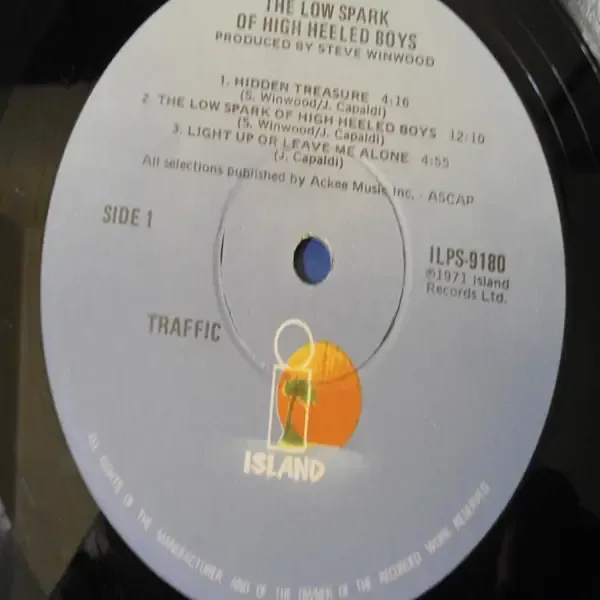 THE LOW SPARK
OF HIGH HEELED BOYS
PRODUCED BY STEVE WINWOOD
1. HIDDEN TREASURE 4:16
(S. Winwood/J. Capaldi)
2. THE LOW SPARK OF HIGH HEELED BOYS 12:10
(S. Winwood/J. Capaldi)
3. LIGHT UP OR LEAVE ME ALONE 4:55
(J. Capaldi)
All selections published by Ackee Music Inc. - ASCAP
SIDE 1
ILPS-9180
℗1971 Island
Records Ltd.
TRAFFIC
i
ISLAND
ALL RIGHTS OF THE MANUFACTURER AND OF THE OWNER OF THE RECORDED WORK RESERVED